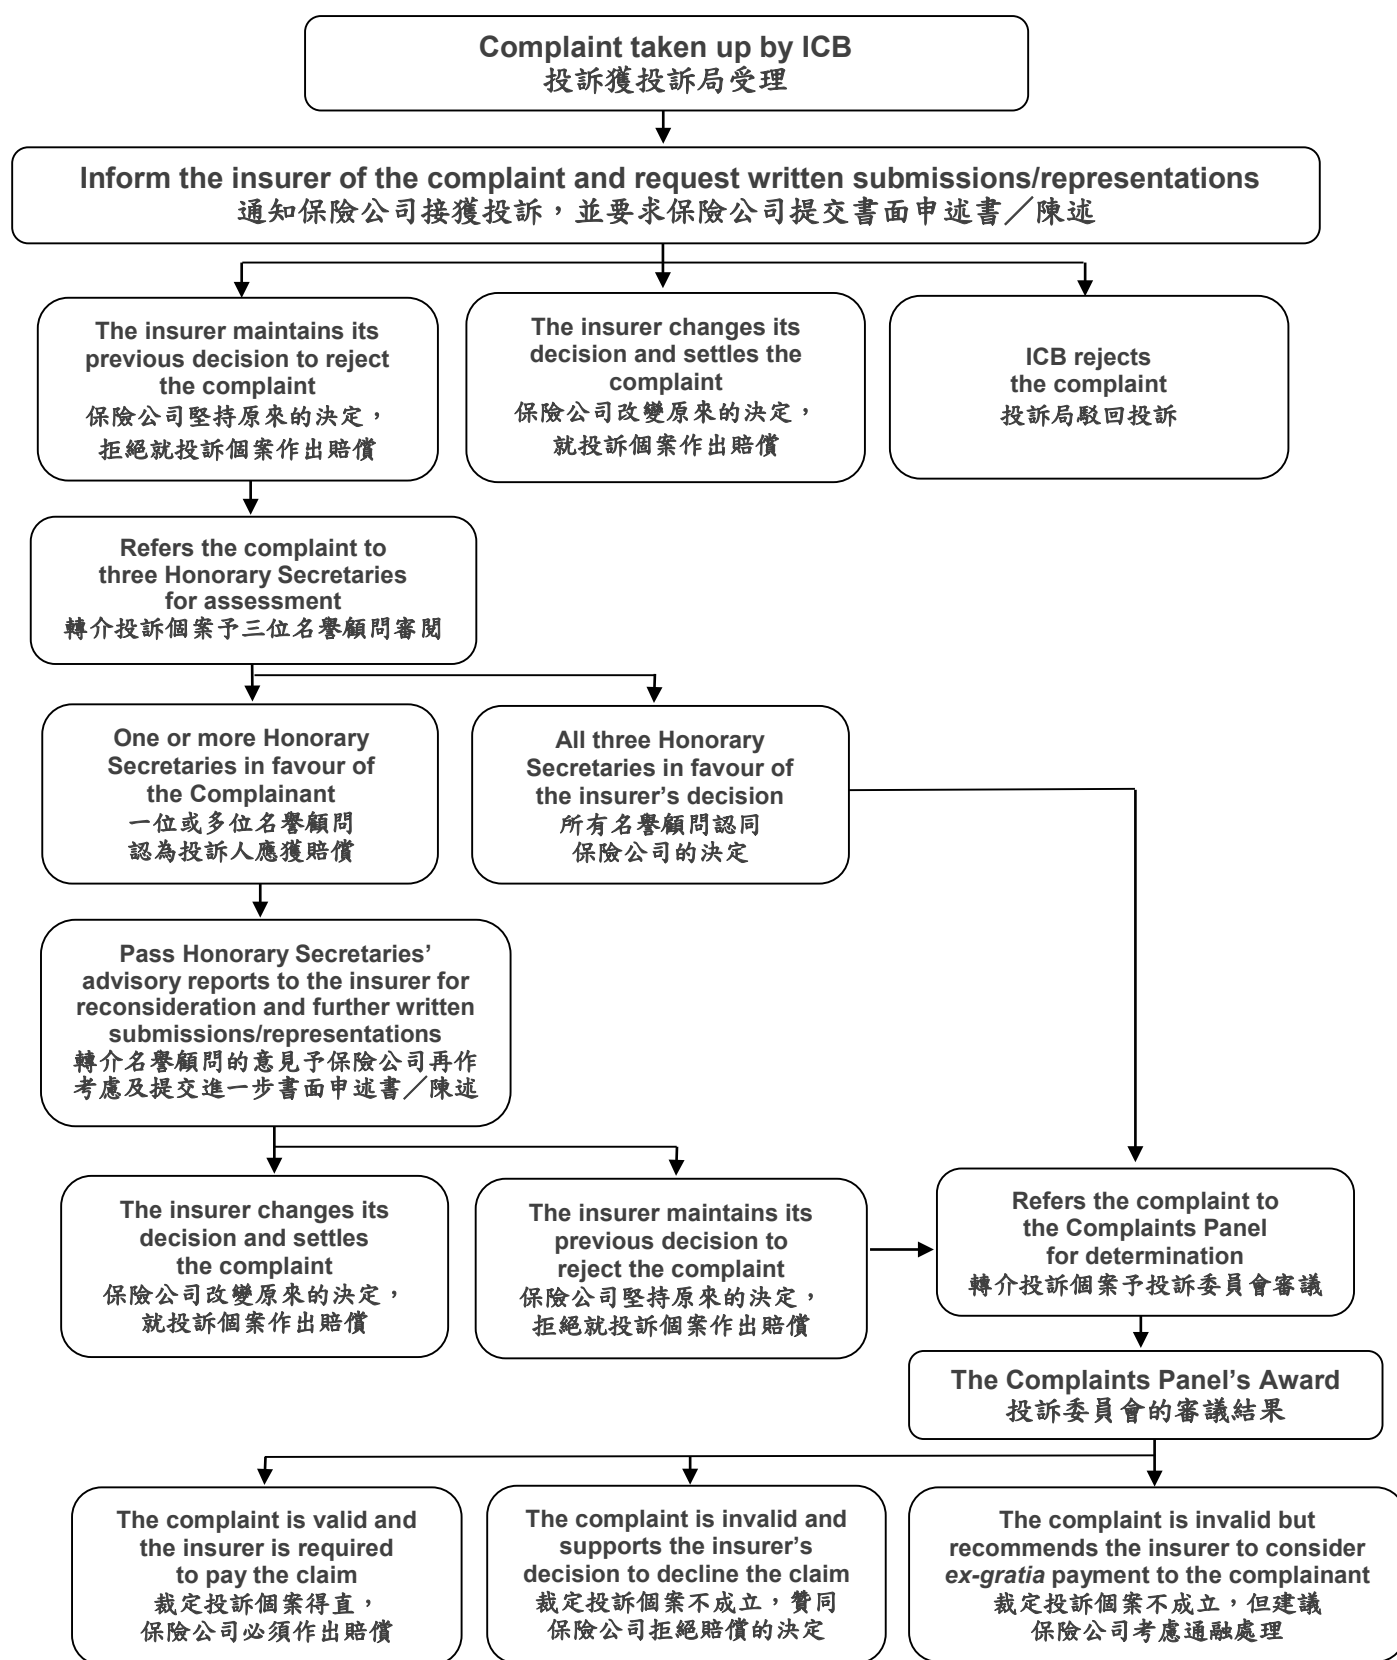 Complaint taken up by ICB
投訴獲投訴局受理
Inform the insurer of the complaint and request written submissions/representations
通知保險公司接獲投訴，並要求保險公司提交書面申述書／陳述
The insurer maintains its
previous decision to reject
the complaint
保險公司堅持原來的決定，
拒絕就投訴個案作出賠償
The insurer changes its
decision and settles the
complaint
保險公司改變原來的決定，
就投訴個案作出賠償
ICB rejects
the complaint
投訴局駁回投訴
Refers the complaint to
three Honorary Secretaries
for assessment
轉介投訴個案予三位名譽顧問審閱
One or more Honorary
Secretaries in favour of
the Complainant
一位或多位名譽顧問
認為投訴人應獲賠償
All three Honorary
Secretaries in favour of
the insurer’s decision
所有名譽顧問認同
保險公司的決定
Pass Honorary Secretaries’
advisory reports to the insurer for
reconsideration and further written
submissions/representations
轉介名譽顧問的意見予保險公司再作
考慮及提交進一步書面申述書／陳述
The insurer changes its
decision and settles
the complaint
保險公司改變原來的決定，
就投訴個案作出賠償
The insurer maintains its
previous decision to
reject the complaint
保險公司堅持原來的決定，
拒絕就投訴個案作出賠償
Refers the complaint to
the Complaints Panel
for determination
轉介投訴個案予投訴委員會審議
The Complaints Panel’s Award
投訴委員會的審議結果
The complaint is valid and
the insurer is required
to pay the claim
裁定投訴個案得直，
保險公司必須作出賠償
The complaint is invalid and
supports the insurer’s
decision to decline the claim
裁定投訴個案不成立，贊同
保險公司拒絕賠償的決定
The complaint is invalid but
recommends the insurer to consider
ex-gratia payment to the complainant
裁定投訴個案不成立，但建議
保險公司考慮通融處理